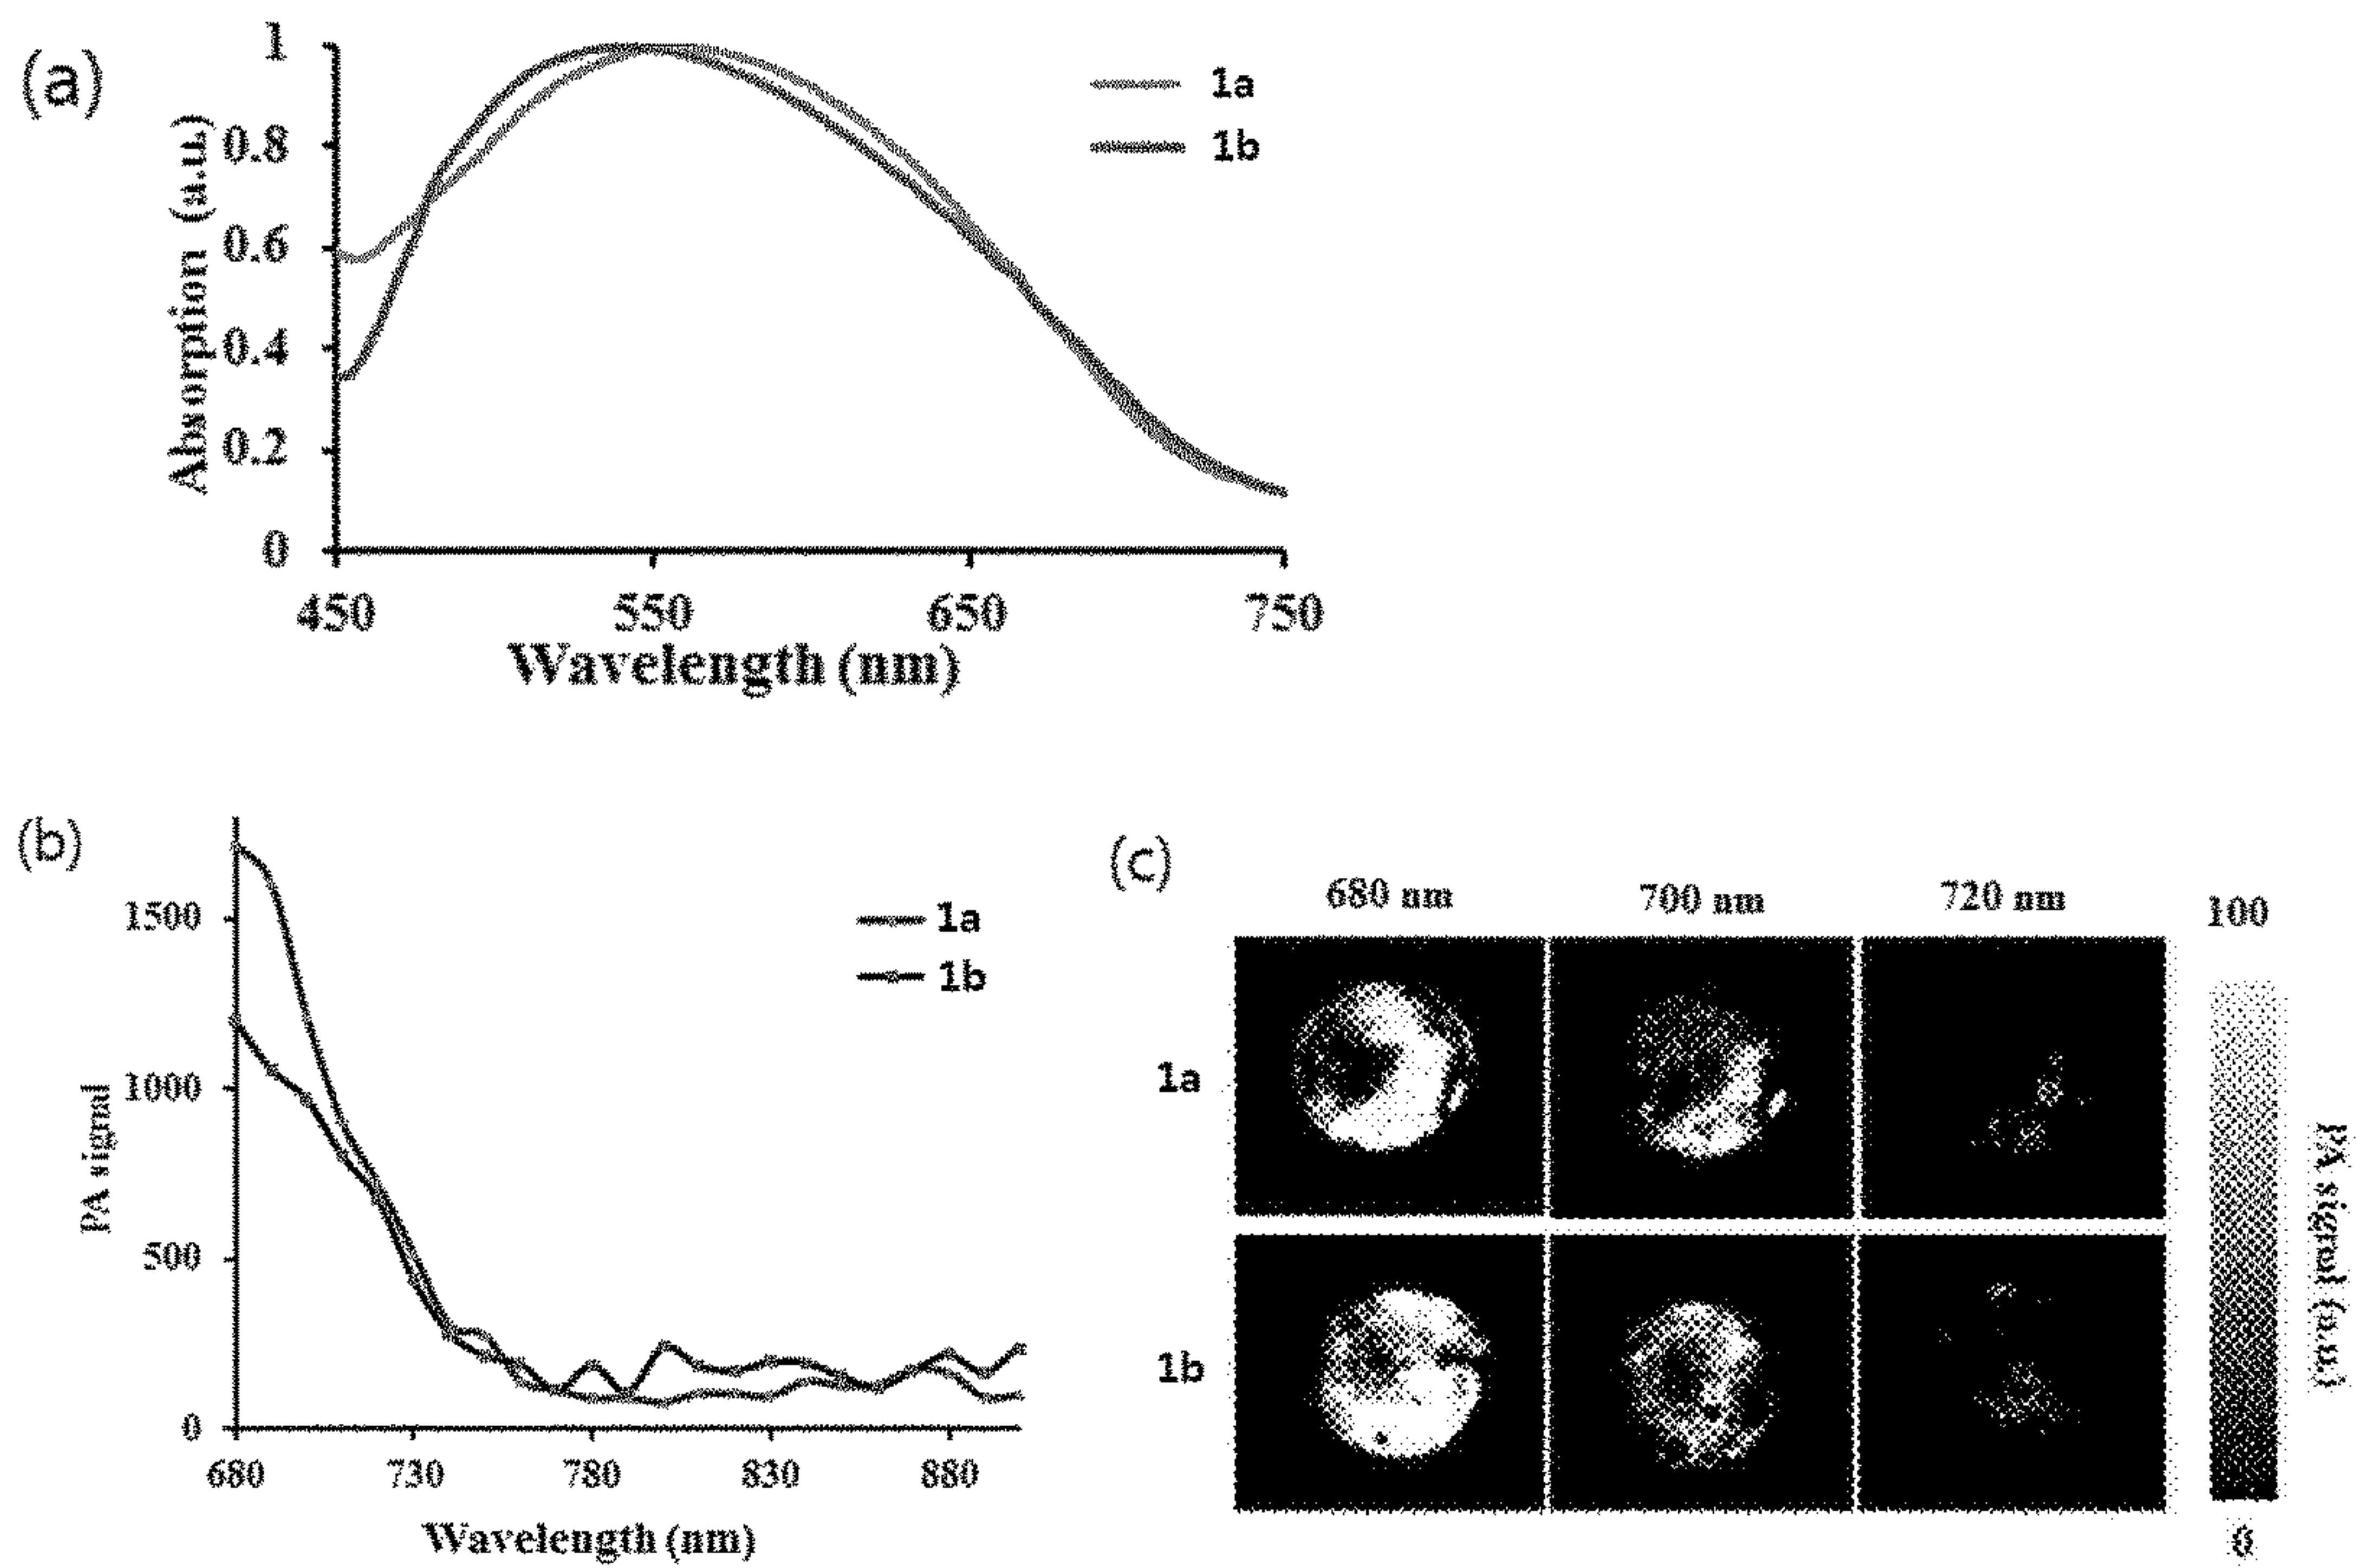 (a)
1
0.8
0.6
0.4
0.2
0
Absorption (a.u.)
450 550 650 750
Wavelength (nm)
1a
1b
(b)
1500
1000
500
0
PA signal
680 730 780 830 880
Wavelength (nm)
1a
1b
(c)
680 nm 700 nm 720 nm
1a
1b
100
0
PA signal (a.u.)